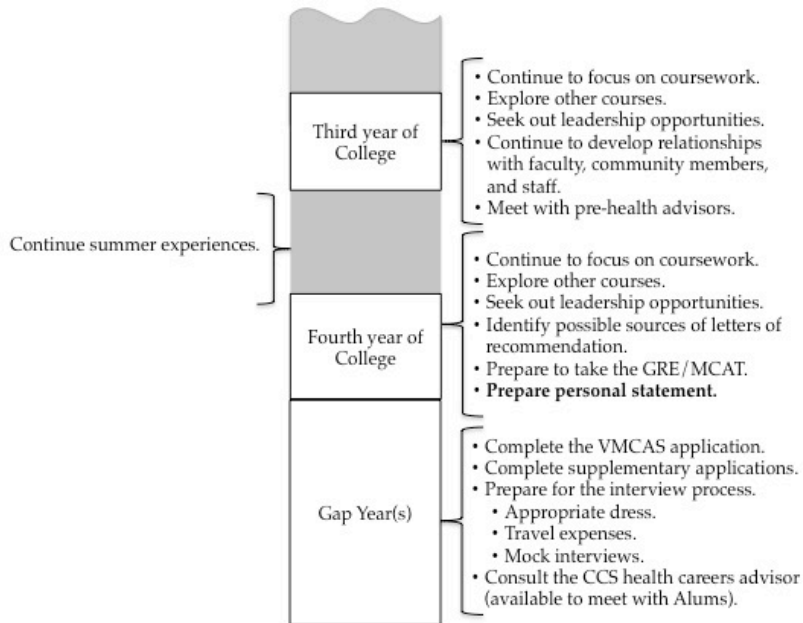 Third year of
College
• Continue to focus on coursework.
• Explore other courses.
• Seek out leadership opportunities.
• Continue to develop relationships
with faculty, community members,
and staff.
• Meet with pre-health advisors.
Continue summer experiences.
Fourth year of
College
• Continue to focus on coursework.
• Explore other courses.
• Seek out leadership opportunities.
• Identify possible sources of letters of
recommendation.
• Prepare to take the GRE/MCAT.
• Prepare personal statement.
Gap Year(s)
• Complete the VMCAS application.
• Complete supplementary applications.
• Prepare for the interview process.
• Appropriate dress.
• Travel expenses.
• Mock interviews.
• Consult the CCS health careers advisor
(available to meet with Alums).